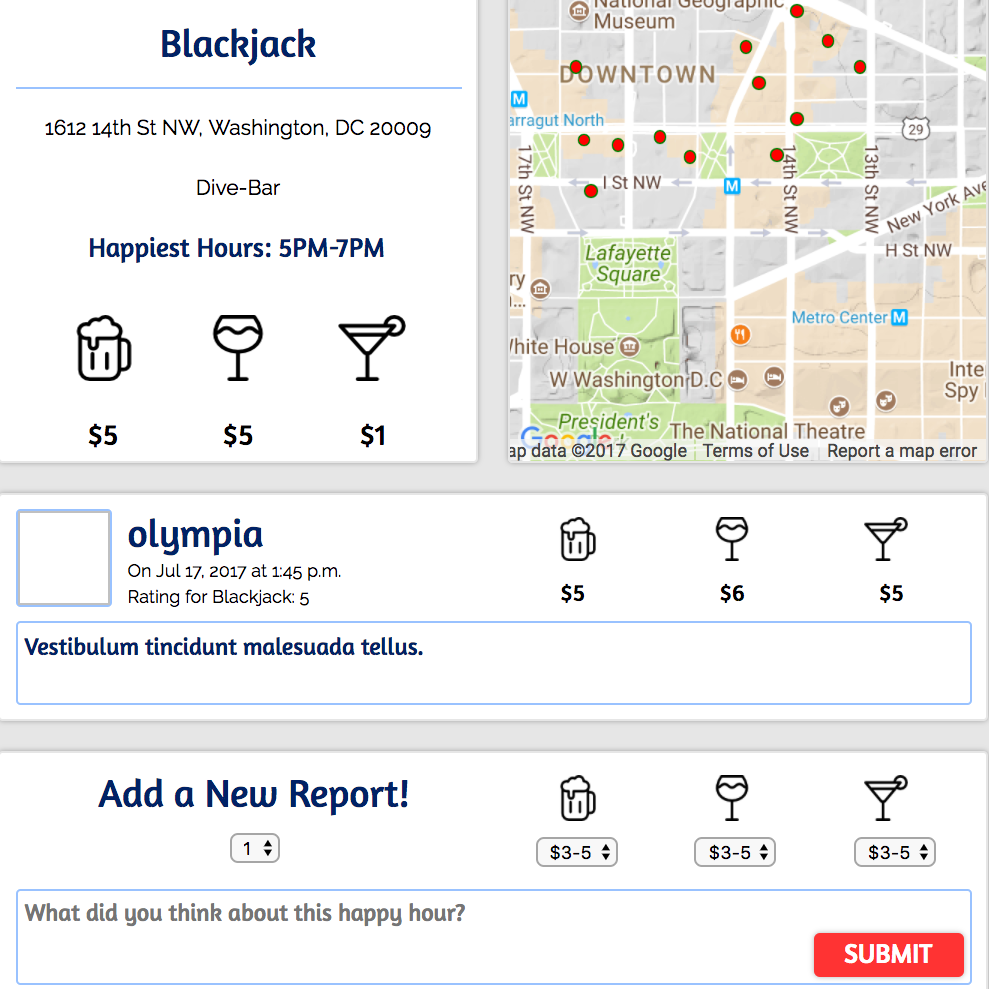 Blackjack
1612 14th St NW, Washington, DC 20009
Dive-Bar
Happiest Hours: 5PM-7PM
$5 $5 $1
National Geographic
Museum
DOWNTOWN
M
arragut North
29
17th St NW
14th St NW
13th St NW
I St NW
M
New York Ave
H St NW
Lafayette
Square
ry
n...
Metro Center M
White House
W Washington D.C
Inte
Spy
President's
The National Theatre
Google
ap data ©2017 Google Terms of Use Report a map error
olympia
On Jul 17, 2017 at 1:45 p.m.
Rating for Blackjack: 5
$5 $6 $5
Vestibulum tincidunt malesuada tellus.
Add a New Report!
1 $3-5 $3-5 $3-5
What did you think about this happy hour?
SUBMIT